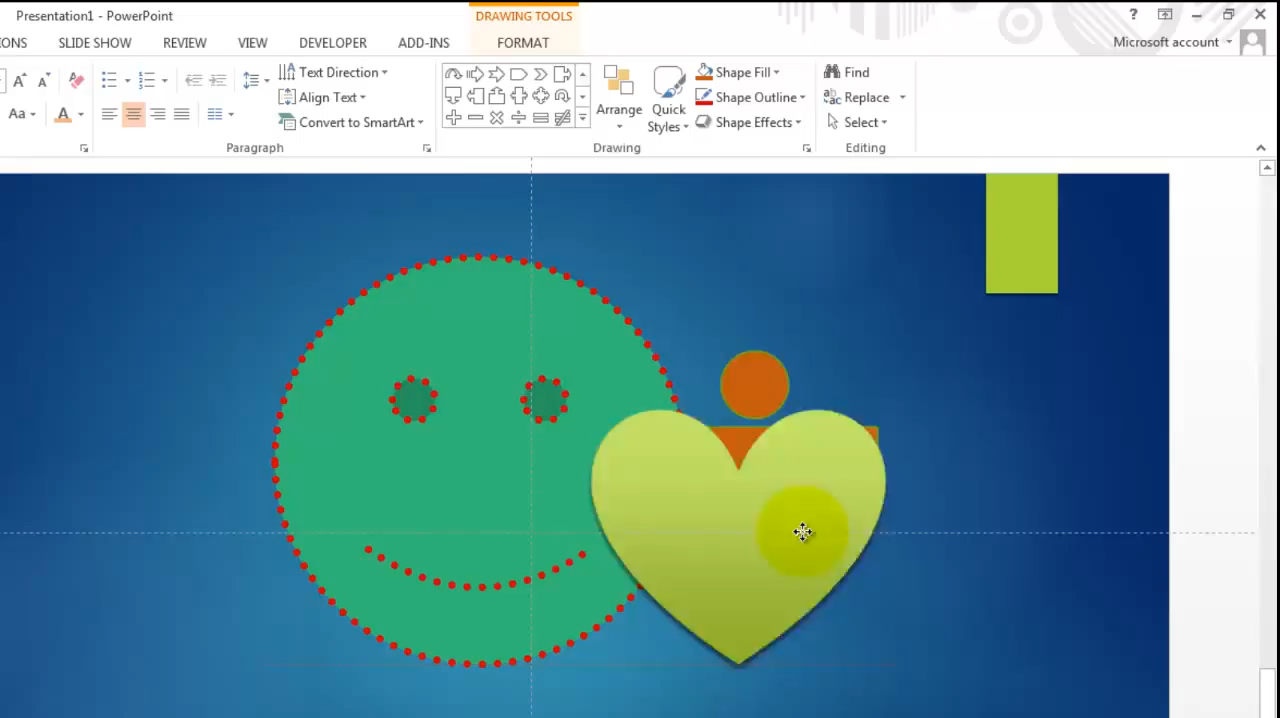 Presentation1 - PowerPoint
DRAWING TOOLS
?
ONS SLIDE SHOW REVIEW VIEW DEVELOPER ADD-INS FORMAT
Microsoft account
Text Direction
Shape Fill
Find
Aa
A
Align Text
Arrange
Quick
Styles
Shape Outline
Replace
Convert to SmartArt
Shape Effects
Select
Paragraph
Drawing
Editing